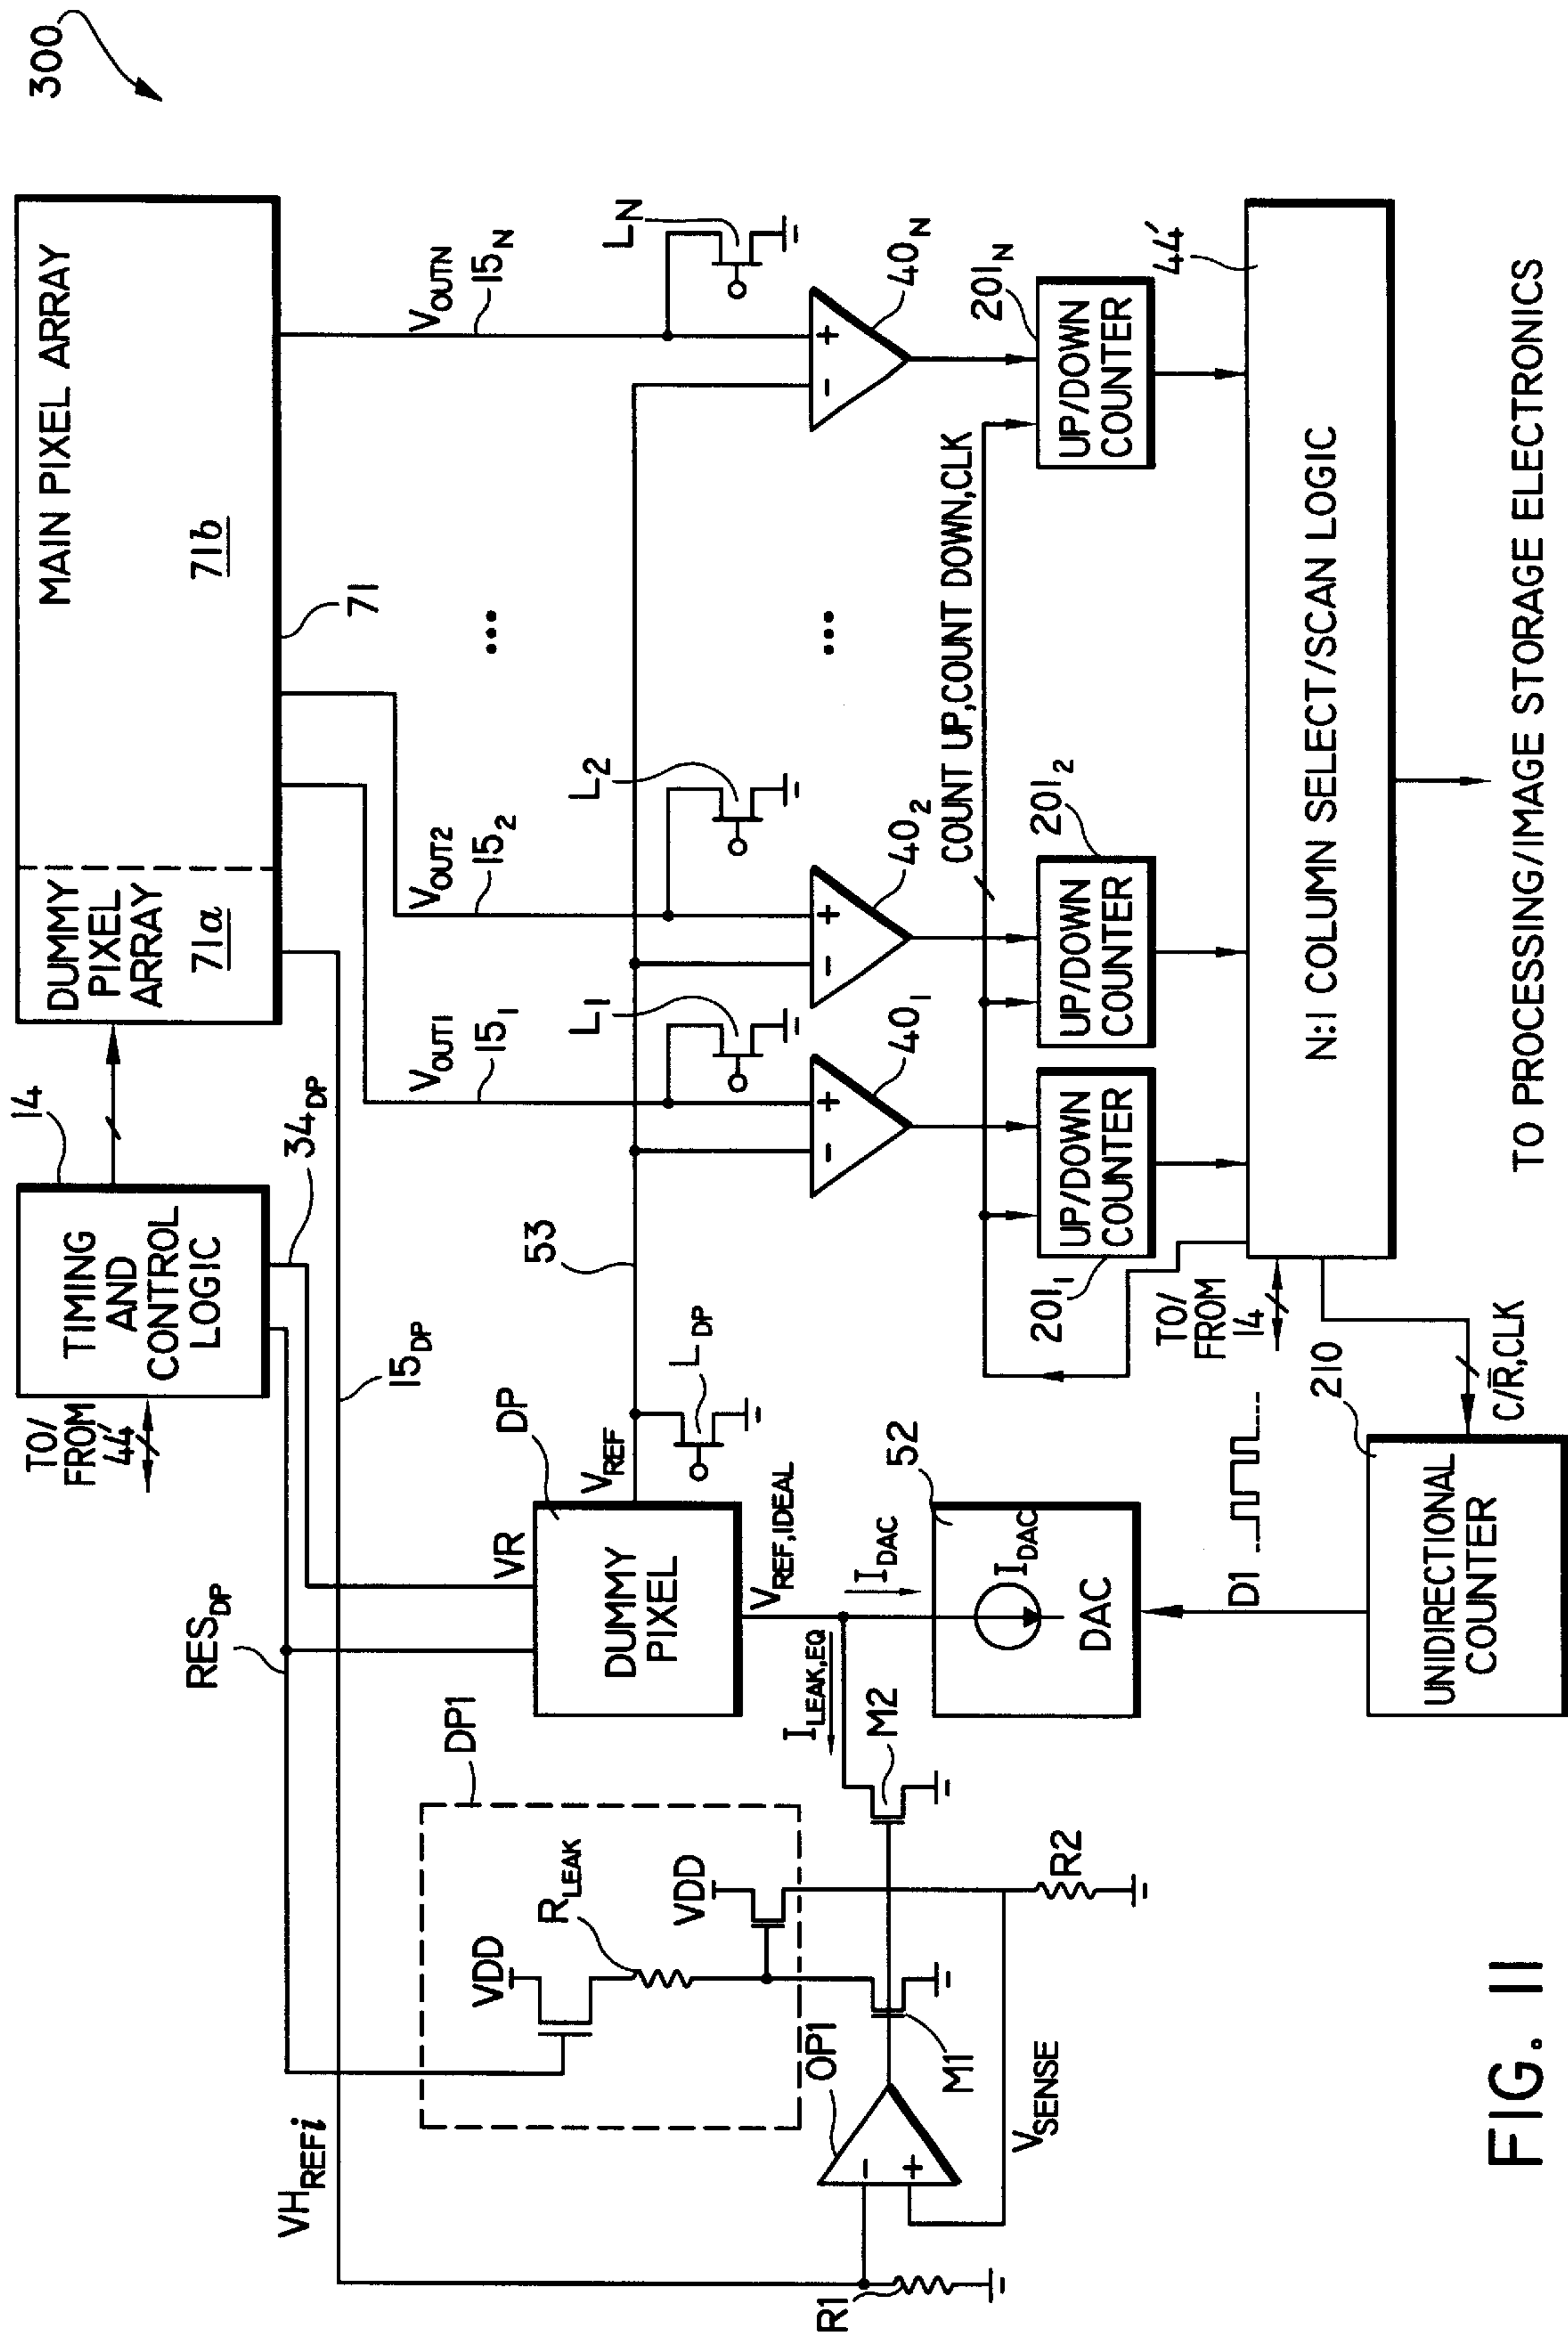 300
TIMING
AND
CONTROL
LOGIC
14
TO/
FROM
44′
34DP
RESDP
15DP
VHREFi
DUMMY
PIXEL
ARRAY
71a
MAIN PIXEL ARRAY
71b
71
VOUT1
15₁
VOUT2
15₂
...
VOUTN
15N
DP1
VDD
RLEAK
VDD
VR
DP
DUMMY
PIXEL
VREF
53
LDP
VREF,IDEAL
L1
L2
LN
OP1
−
+
M1
M2
R1
R2
VSENSE
ILEAK,EQ
IDAC
52
IDAC
DAC
−
+
40₁
−
+
40₂
...
−
+
40N
COUNT UP,COUNT DOWN,CLK
UP/DOWN
COUNTER
201₁
UP/DOWN
COUNTER
201₂
UP/DOWN
COUNTER
201N
D1
UNIDIRECTIONAL
COUNTER
210
C/R̅,CLK
TO/
FROM
14
N:1 COLUMN SELECT/SCAN LOGIC
44′
TO PROCESSING/IMAGE STORAGE ELECTRONICS
FIG. 11